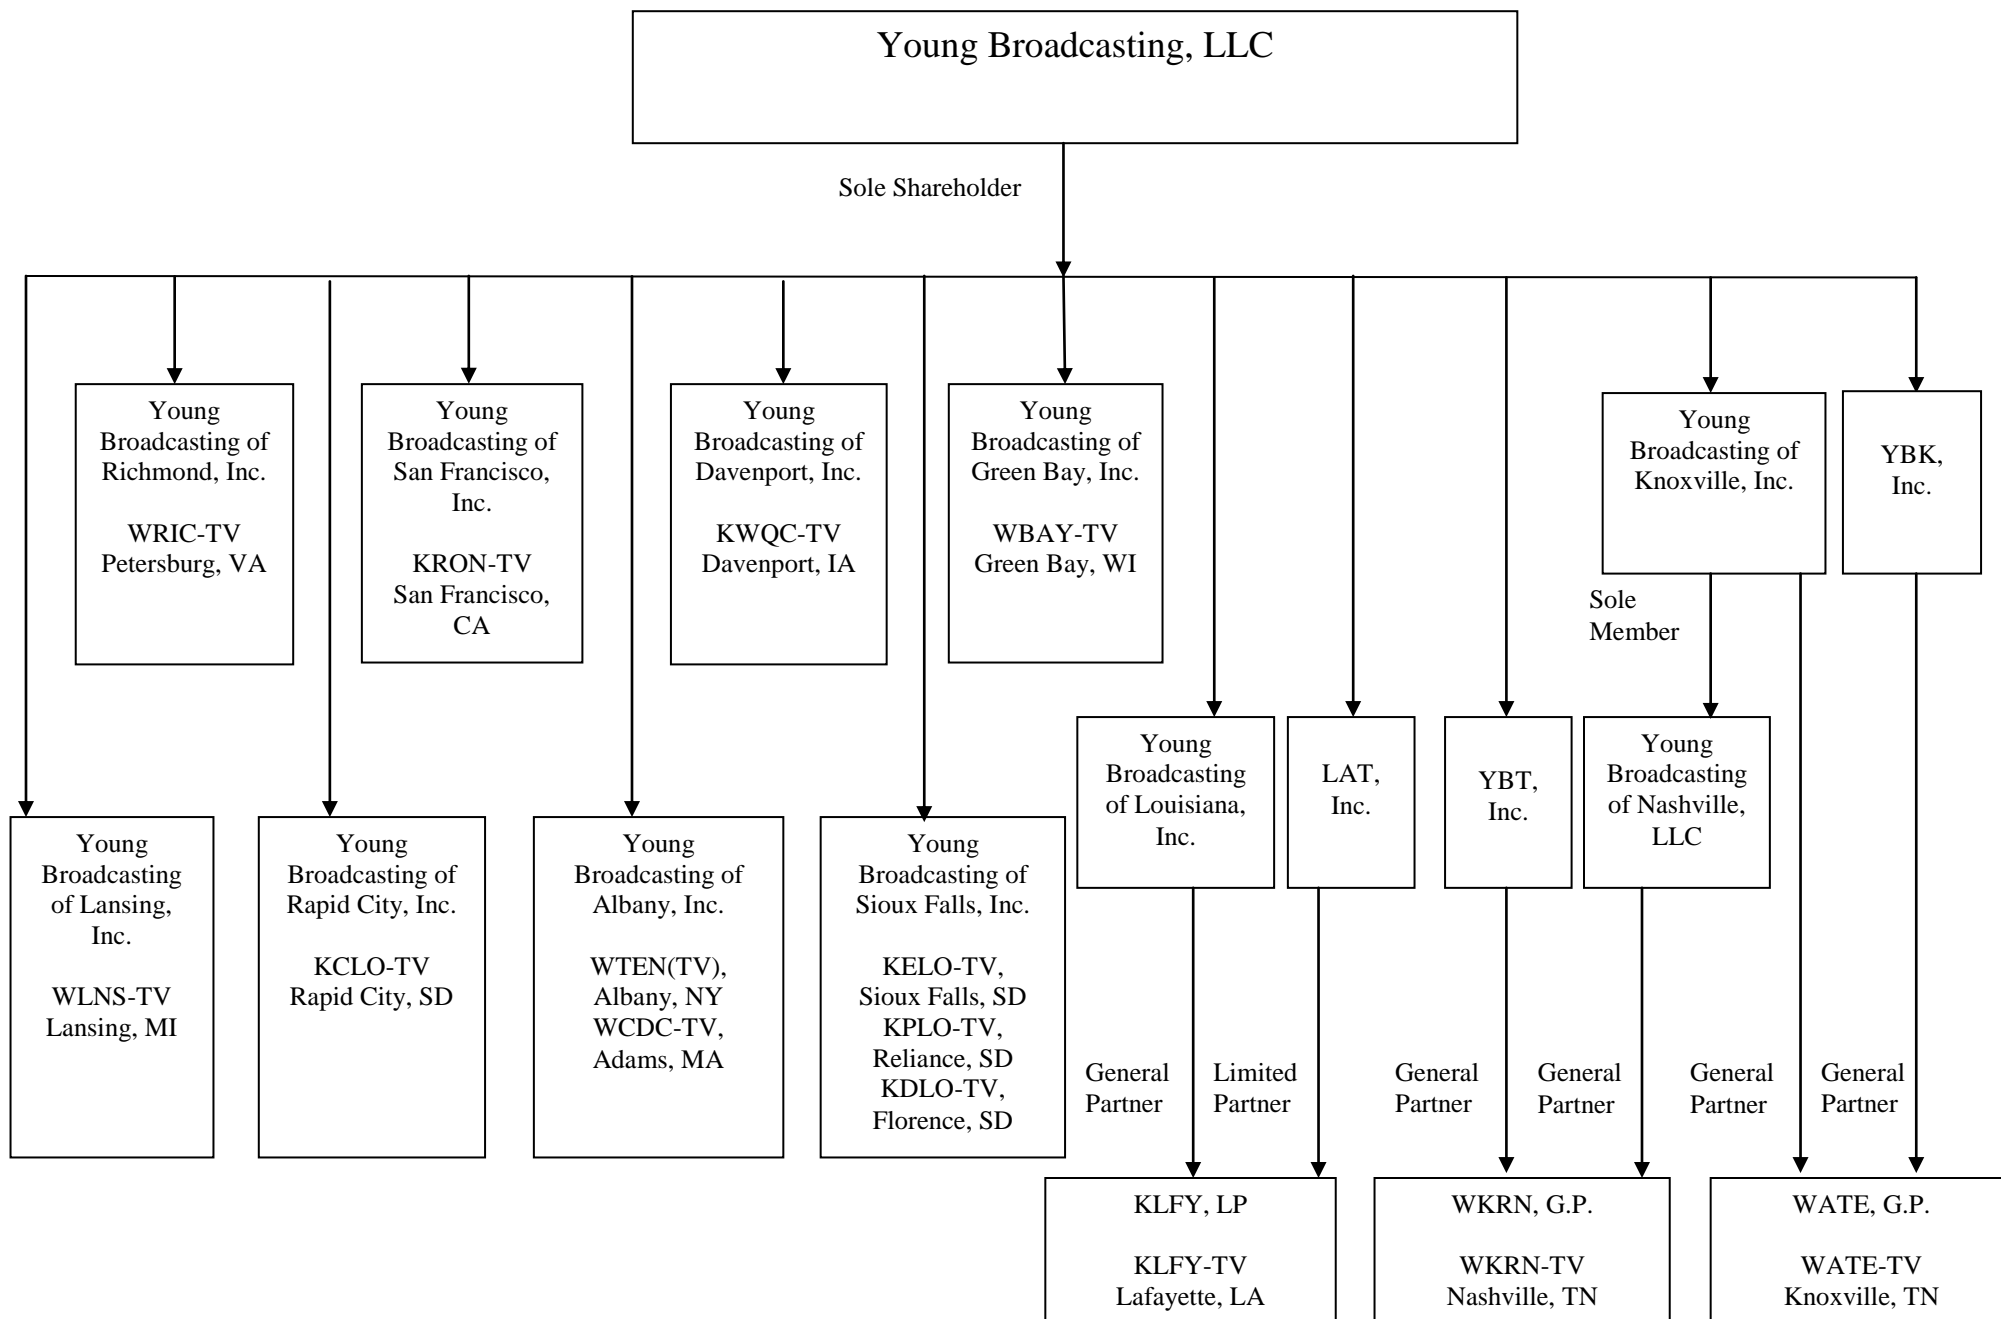 Young Broadcasting, LLC
Sole Shareholder
Young
Broadcasting of
Richmond, Inc.
WRIC-TV
Petersburg, VA
Young
Broadcasting of
San Francisco,
Inc.
KRON-TV
San Francisco,
CA
Young
Broadcasting of
Davenport, Inc.
KWQC-TV
Davenport, IA
Young
Broadcasting of
Green Bay, Inc.
WBAY-TV
Green Bay, WI
Young
Broadcasting of
Knoxville, Inc.
YBK,
Inc.
Sole
Member
Young
Broadcasting
of Louisiana,
Inc.
LAT,
Inc.
YBT,
Inc.
Young
Broadcasting
of Nashville,
LLC
Young
Broadcasting
of Lansing,
Inc.
WLNS-TV
Lansing, MI
Young
Broadcasting of
Rapid City, Inc.
KCLO-TV
Rapid City, SD
Young
Broadcasting of
Albany, Inc.
WTEN(TV),
Albany, NY
WCDC-TV,
Adams, MA
Young
Broadcasting of
Sioux Falls, Inc.
KELO-TV,
Sioux Falls, SD
KPLO-TV,
Reliance, SD
KDLO-TV,
Florence, SD
General
Partner
Limited
Partner
General
Partner
General
Partner
General
Partner
General
Partner
KLFY, LP
KLFY-TV
Lafayette, LA
WKRN, G.P.
WKRN-TV
Nashville, TN
WATE, G.P.
WATE-TV
Knoxville, TN